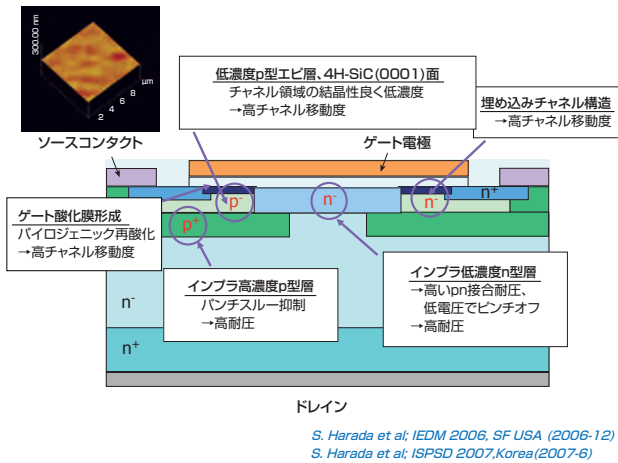 300.00 nm
2 4 6 8 μm
低濃度p型エピ層、4H-SiC(0001)面
チャネル領域の結晶性良く低濃度
→高チャネル移動度
埋め込みチャネル構造
→高チャネル移動度
ソースコンタクト
ゲート電極
n+
p-
n-
n-
ゲート酸化膜形成
パイロジェニック再酸化
→高チャネル移動度
p+
インプラ高濃度p型層
パンチスルー抑制
→高耐圧
インプラ低濃度n型層
→高いpn接合耐圧、
低電圧でピンチオフ
→高耐圧
n-
n+
ドレイン
S. Harada et al; IEDM 2006, SF USA (2006-12)
S. Harada et al; ISPSD 2007,Korea(2007-6)